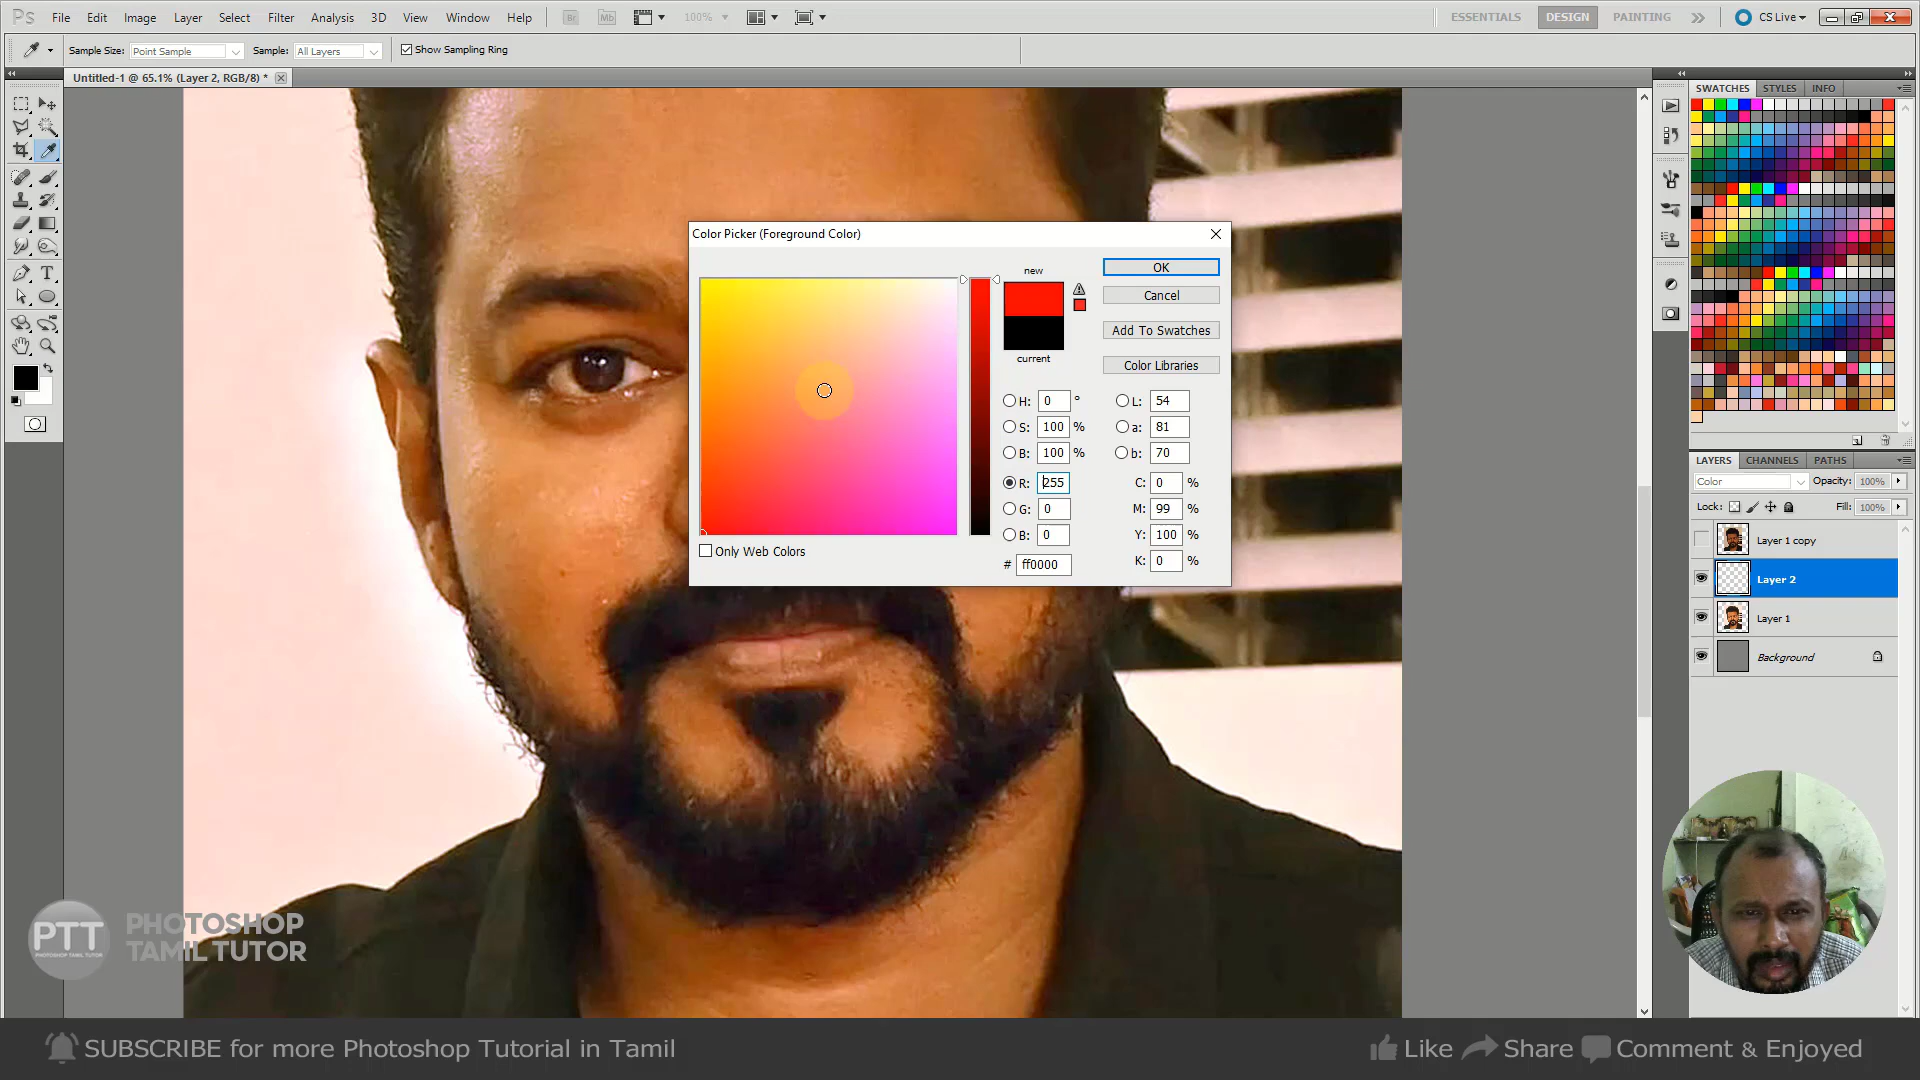 Ps File Edit Image Layer Select Filter Analysis 3D View Window Help Br Mb 100% ESSENTIALS DESIGN PAINTING CS Live
Sample Size: Point Sample Sample: All Layers Show Sampling Ring
Untitled-1 @ 65.1% (Layer 2, RGB/8) *
SWATCHES STYLES INFO
Color Picker (Foreground Color)
new
current
OK
Cancel
Add To Swatches
Color Libraries
H: 0 ° L: 54
S: 100 % a: 81
B: 100 % b: 70
R: 255 C: 0 %
G: 0 M: 99 %
B: 0 Y: 100 %
# ff0000 K: 0 %
Only Web Colors
LAYERS CHANNELS PATHS
Color Opacity: 100%
Lock: Fill: 100%
Layer 1 copy
Layer 2
Layer 1
Background
PTT PHOTOSHOP
TAMIL TUTOR
PHOTOSHOP TAMIL TUTOR
SUBSCRIBE for more Photoshop Tutorial in Tamil
Like Share Comment & Enjoyed